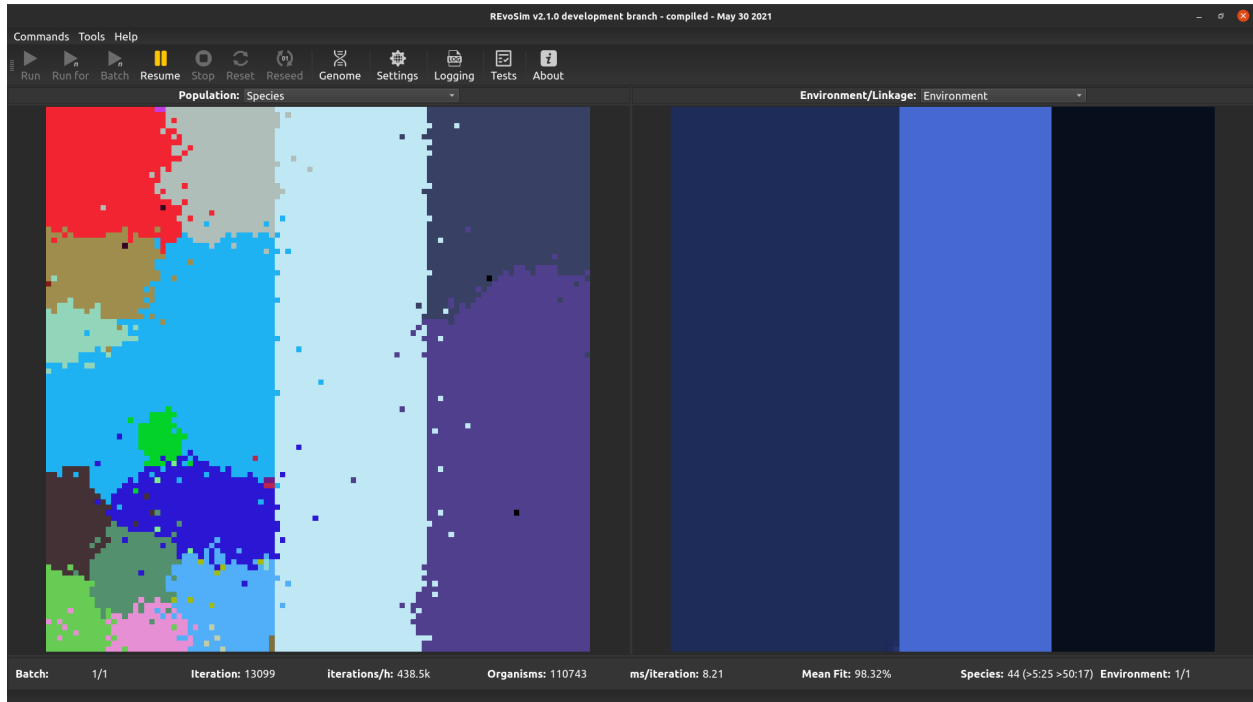 REvoSim v2.1.0 development branch - compiled - May 30 2021
Commands Tools Help
Run Run for Batch Resume Stop Reset Reseed Genome Settings Logging Tests About
Population: Species Environment/Linkage: Environment
Batch: 1/1 Iteration: 13099 iterations/h: 438.5k Organisms: 110743 ms/iteration: 8.21 Mean Fit: 98.32% Species: 44 (>5:25 >50:17) Environment: 1/1